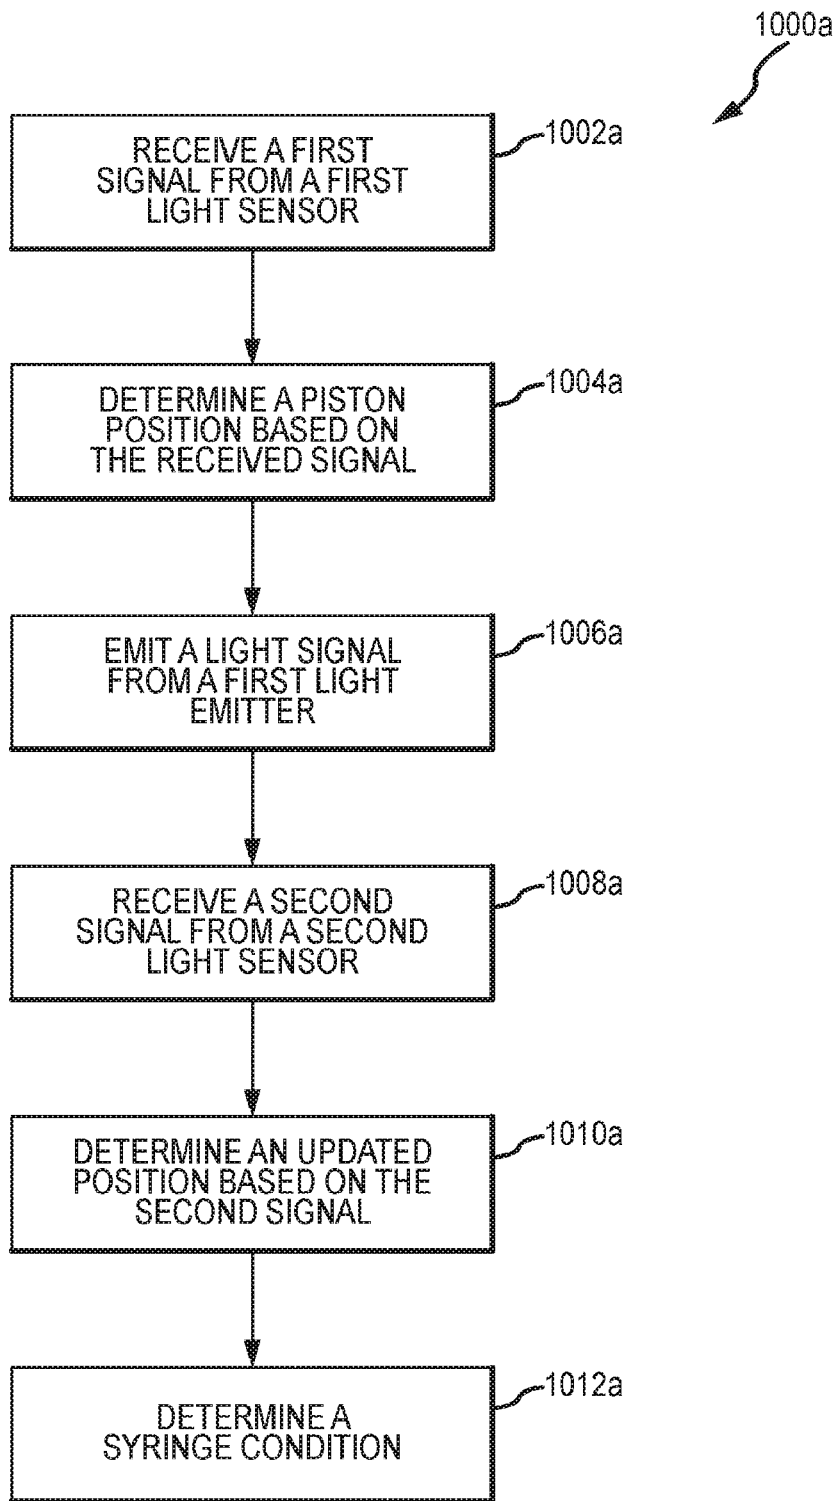 1000a
RECEIVE A FIRST
SIGNAL FROM A FIRST
LIGHT SENSOR
1002a
DETERMINE A PISTON
POSITION BASED ON
THE RECEIVED SIGNAL
1004a
EMIT A LIGHT SIGNAL
FROM A FIRST LIGHT
EMITTER
1006a
RECEIVE A SECOND
SIGNAL FROM A SECOND
LIGHT SENSOR
1008a
DETERMINE AN UPDATED
POSITION BASED ON THE
SECOND SIGNAL
1010a
DETERMINE A
SYRINGE CONDITION
1012a